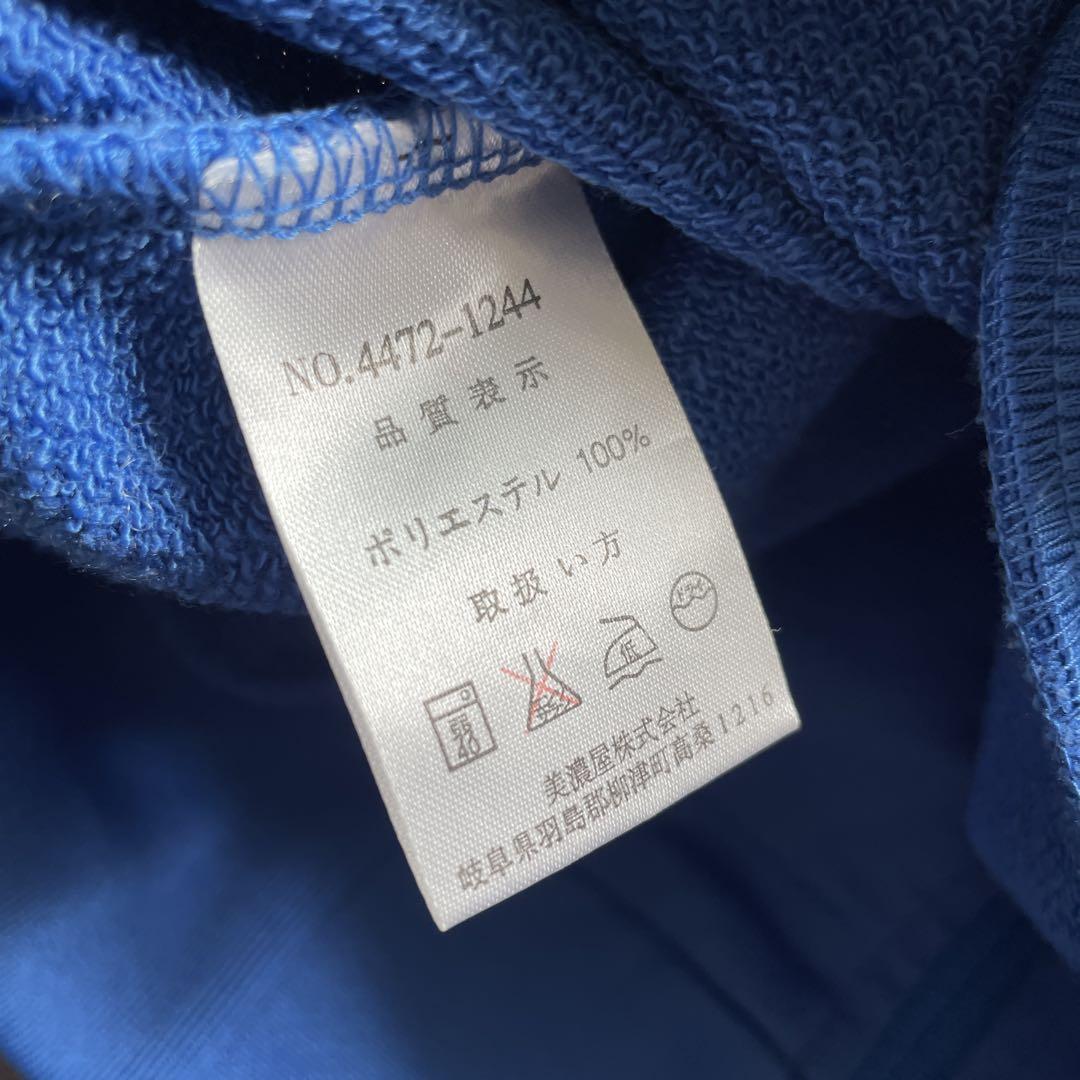 NO.4472-1244
品質表示
ポリエステル 100%
取扱い方
40
低
美濃屋株式会社
岐阜県羽島郡柳津町高桑1216